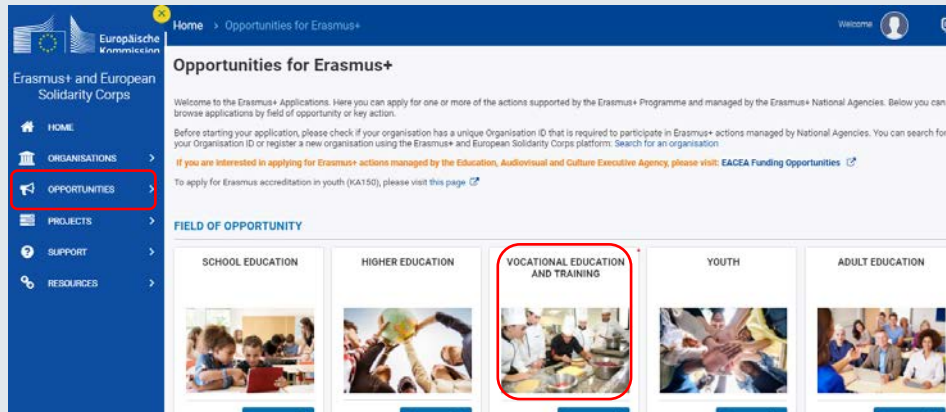 Europäische
Kommission
Home > Opportunities for Erasmus+
Welcome
Erasmus+ and European
Solidarity Corps
HOME
ORGANISATIONS
OPPORTUNITIES
PROJECTS
SUPPORT
RESOURCES
Opportunities for Erasmus+
Welcome to the Erasmus+ Applications. Here you can apply for one or more of the actions supported by the Erasmus+ Programme and managed by the Erasmus+ National Agencies. Below you can
browse applications by field of opportunity or key action.
Before starting your application, please check if your organisation has a unique Organisation ID that is required to participate in Erasmus+ actions managed by National Agencies. You can search for
your Organisation ID or register a new organisation using the Erasmus+ and European Solidarity Corps platform: Search for an organisation
If you are interested in applying for Erasmus+ actions managed by the Education, Audiovisual and Culture Executive Agency, please visit: EACEA Funding Opportunities
To apply for Erasmus accreditation in youth (KA150), please visit this page
FIELD OF OPPORTUNITY
SCHOOL EDUCATION
HIGHER EDUCATION
VOCATIONAL EDUCATION
AND TRAINING
YOUTH
ADULT EDUCATION